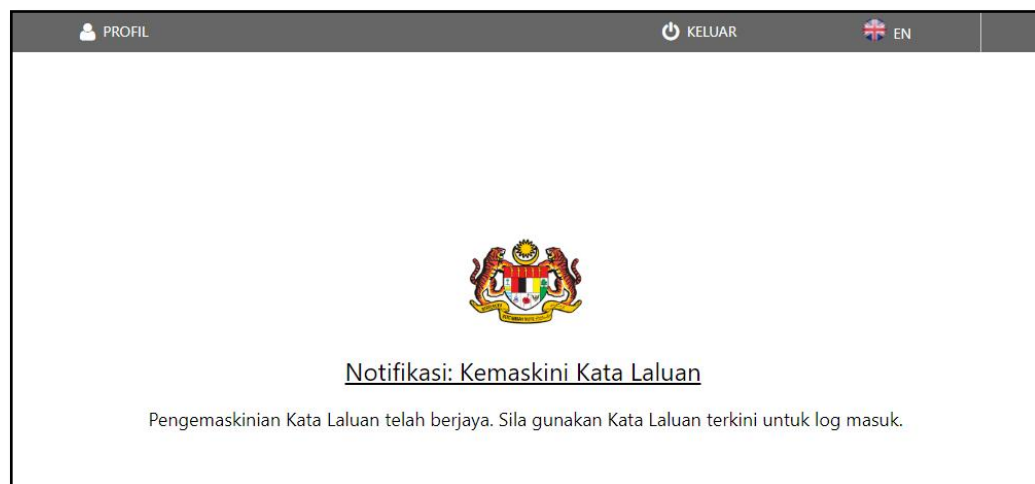 PROFIL KELUAR EN
Notifikasi: Kemaskini Kata Laluan
Pengemaskinian Kata Laluan telah berjaya. Sila gunakan Kata Laluan terkini untuk log masuk.